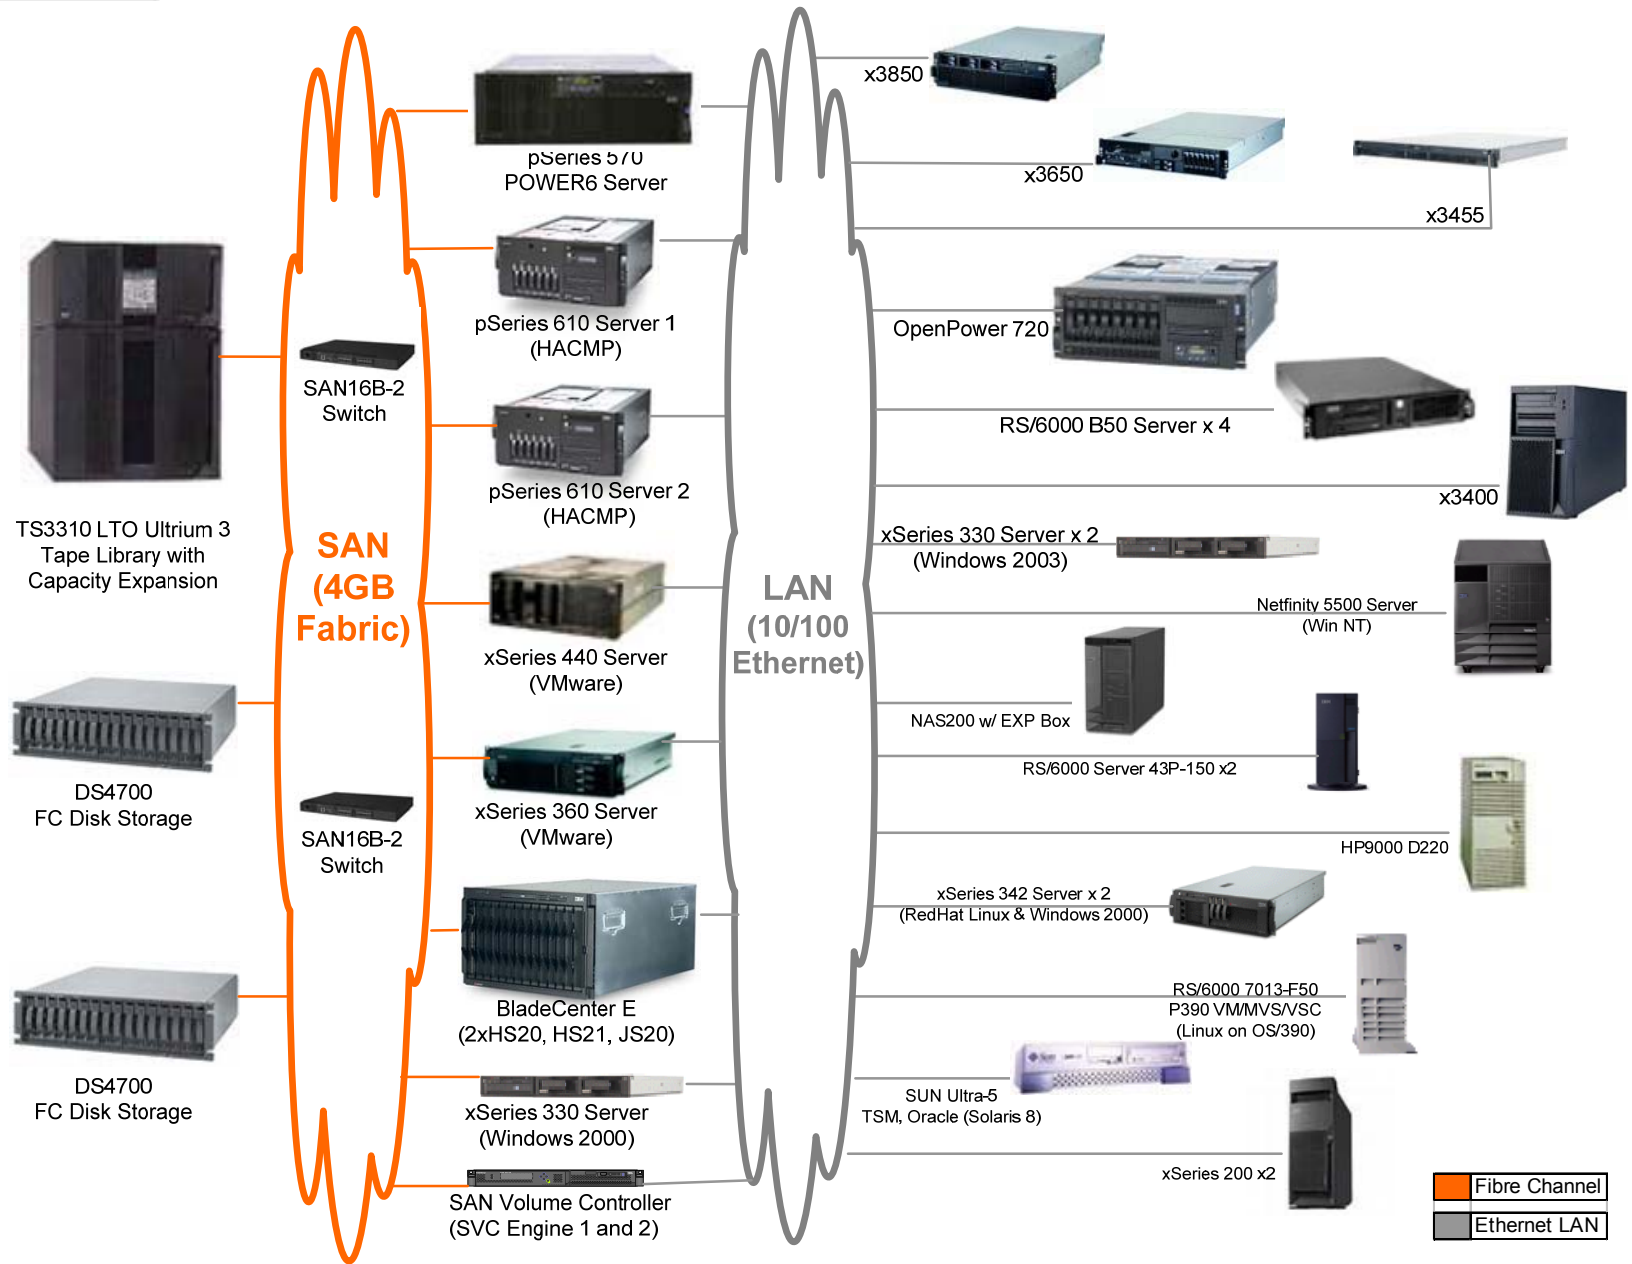 x3850
pSeries 570
POWER6 Server
x3650
x3455
pSeries 610 Server 1
(HACMP)
OpenPower 720
SAN16B-2
Switch
RS/6000 B50 Server x 4
pSeries 610 Server 2
(HACMP)
x3400
TS3310 LTO Ultrium 3
Tape Library with
Capacity Expansion
SAN
(4GB
Fabric)
xSeries 330 Server x 2
(Windows 2003)
LAN
(10/100
Ethernet)
Netfinity 5500 Server
(Win NT)
xSeries 440 Server
(VMware)
NAS200 w/ EXP Box
RS/6000 Server 43P-150 x2
DS4700
FC Disk Storage
xSeries 360 Server
(VMware)
SAN16B-2
Switch
HP9000 D220
xSeries 342 Server x 2
(RedHat Linux & Windows 2000)
BladeCenter E
(2xHS20, HS21, JS20)
RS/6000 7013-F50
P390 VM/MVS/VSC
(Linux on OS/390)
DS4700
FC Disk Storage
xSeries 330 Server
(Windows 2000)
SUN Ultra-5
TSM, Oracle (Solaris 8)
xSeries 200 x2
SAN Volume Controller
(SVC Engine 1 and 2)
Fibre Channel
Ethernet LAN